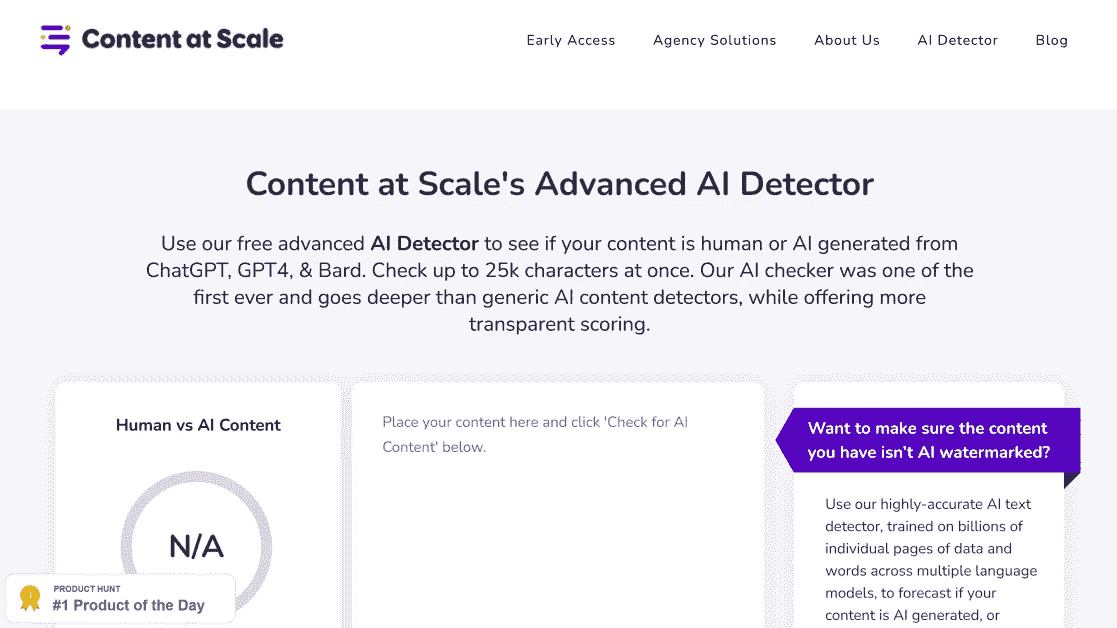 Content at Scale
Early Access
Agency Solutions
About Us
AI Detector
Blog
Content at Scale's Advanced AI Detector
Use our free advanced AI Detector to see if your content is human or AI generated from
ChatGPT, GPT4, & Bard. Check up to 25k characters at once. Our AI checker was one of the
first ever and goes deeper than generic AI content detectors, while offering more
transparent scoring.
Human vs AI Content
N/A
Place your content here and click 'Check for AI
Content' below.
Want to make sure the content
you have isn’t AI watermarked?
Use our highly-accurate AI text
detector, trained on billions of
individual pages of data and
words across multiple language
models, to forecast if your
content is AI generated, or
PRODUCT HUNT
#1 Product of the Day